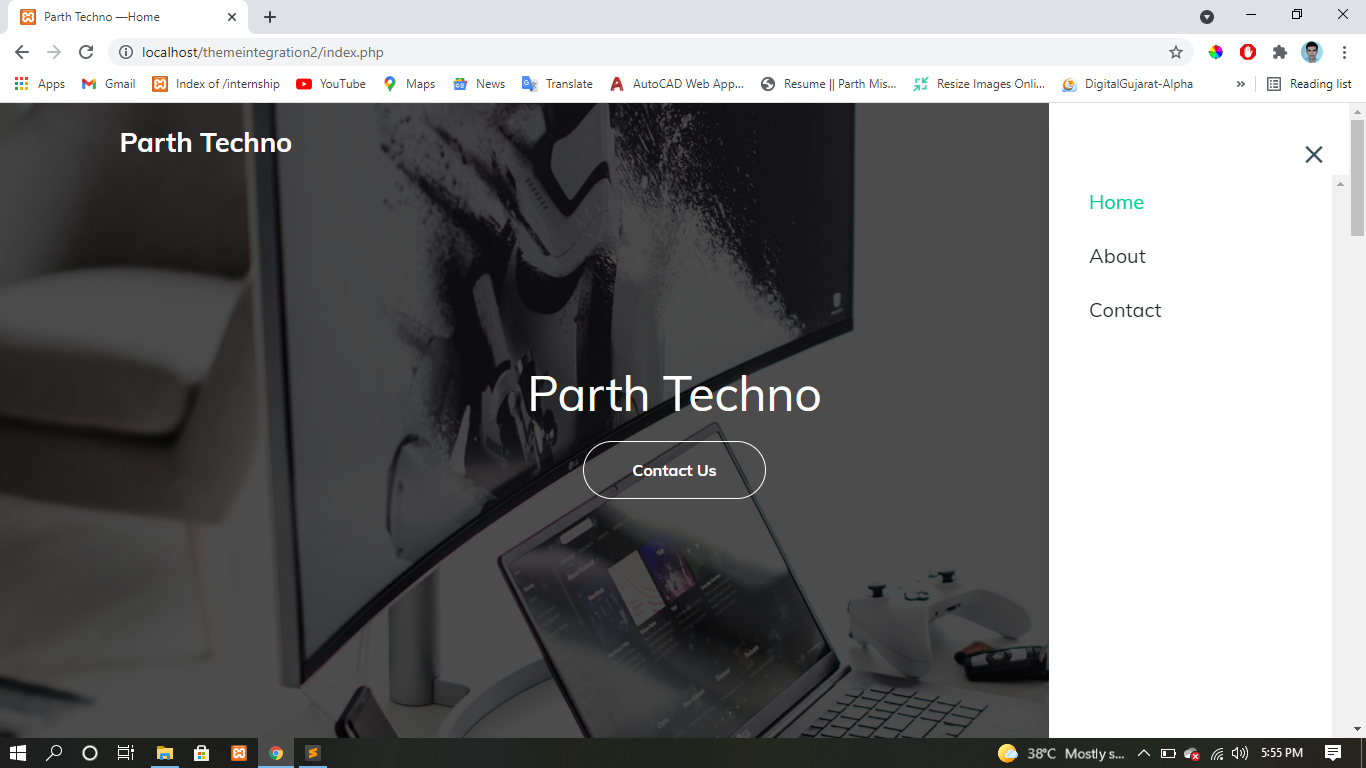 Parth Techno —Home
localhost/themeintegration2/index.php
Apps Gmail Index of /internship YouTube Maps News Translate AutoCAD Web App... Resume || Parth Mis... Resize Images Onli... DigitalGujarat-Alpha » Reading list
Parth Techno
Home
About
Contact
Parth Techno
Contact Us
38°C Mostly s... 5:55 PM